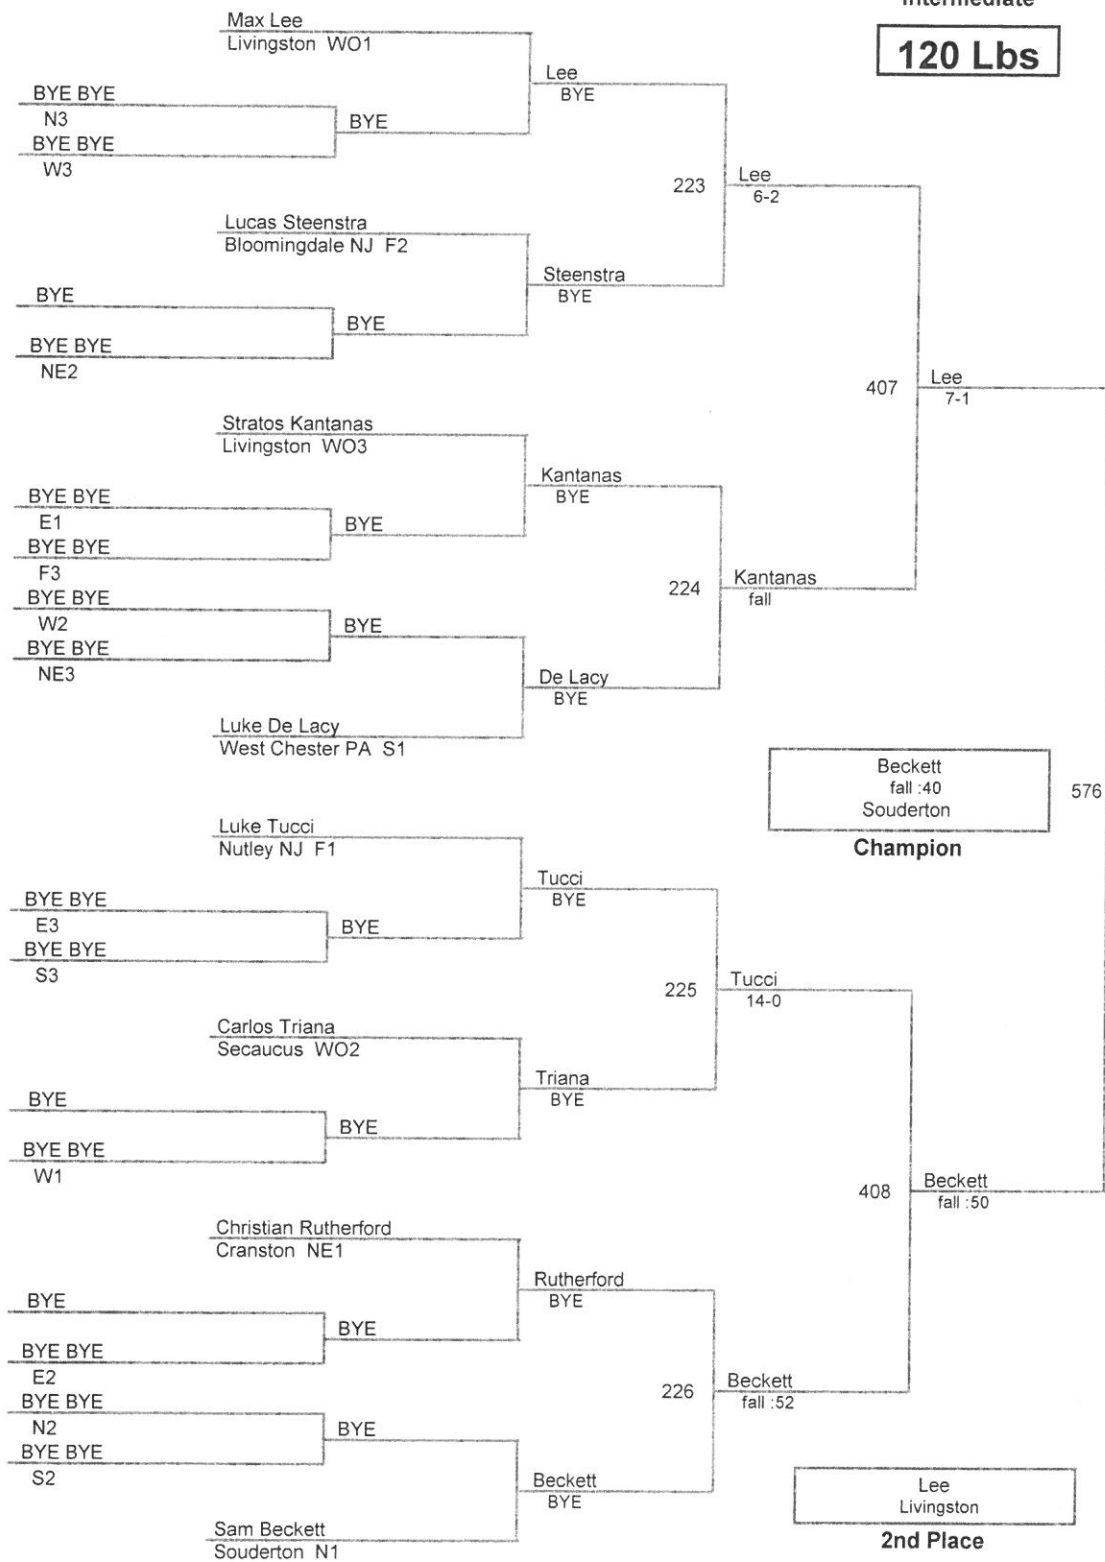 Intermediate
120 Lbs
Max Lee
Livingston WO1
Lee
BYE
BYE BYE
N3
BYE
BYE BYE
W3
223
Lee
6-2
Lucas Steenstra
Bloomingdale NJ F2
Steenstra
BYE
BYE
BYE
BYE BYE
NE2
407
Lee
7-1
Stratos Kantanas
Livingston WO3
Kantanas
BYE
BYE BYE
E1
BYE
BYE BYE
F3
224
Kantanas
fall
BYE BYE
W2
BYE
BYE BYE
NE3
De Lacy
BYE
Luke De Lacy
West Chester PA S1
Beckett
fall :40
Souderton
576
Champion
Luke Tucci
Nutley NJ F1
Tucci
BYE
BYE BYE
E3
BYE
BYE BYE
S3
225
Tucci
14-0
Carlos Triana
Secaucus WO2
Triana
BYE
BYE
BYE
BYE BYE
W1
408
Beckett
fall :50
Christian Rutherford
Cranston NE1
Rutherford
BYE
BYE
BYE
BYE BYE
E2
226
Beckett
fall :52
BYE BYE
N2
BYE
BYE BYE
S2
Beckett
BYE
Sam Beckett
Souderton N1
Lee
Livingston
2nd Place